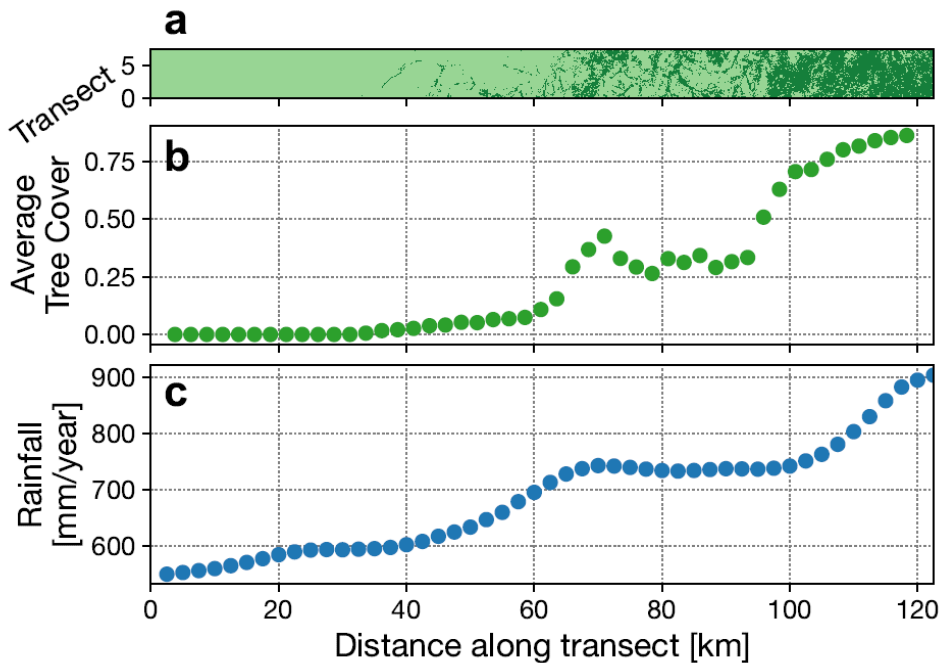 a
Transect
5
0
b
Average
Tree Cover
0.75
0.50
0.25
0.00
c
Rainfall
[mm/year]
900
800
700
600
0 20 40 60 80 100 120
Distance along transect [km]